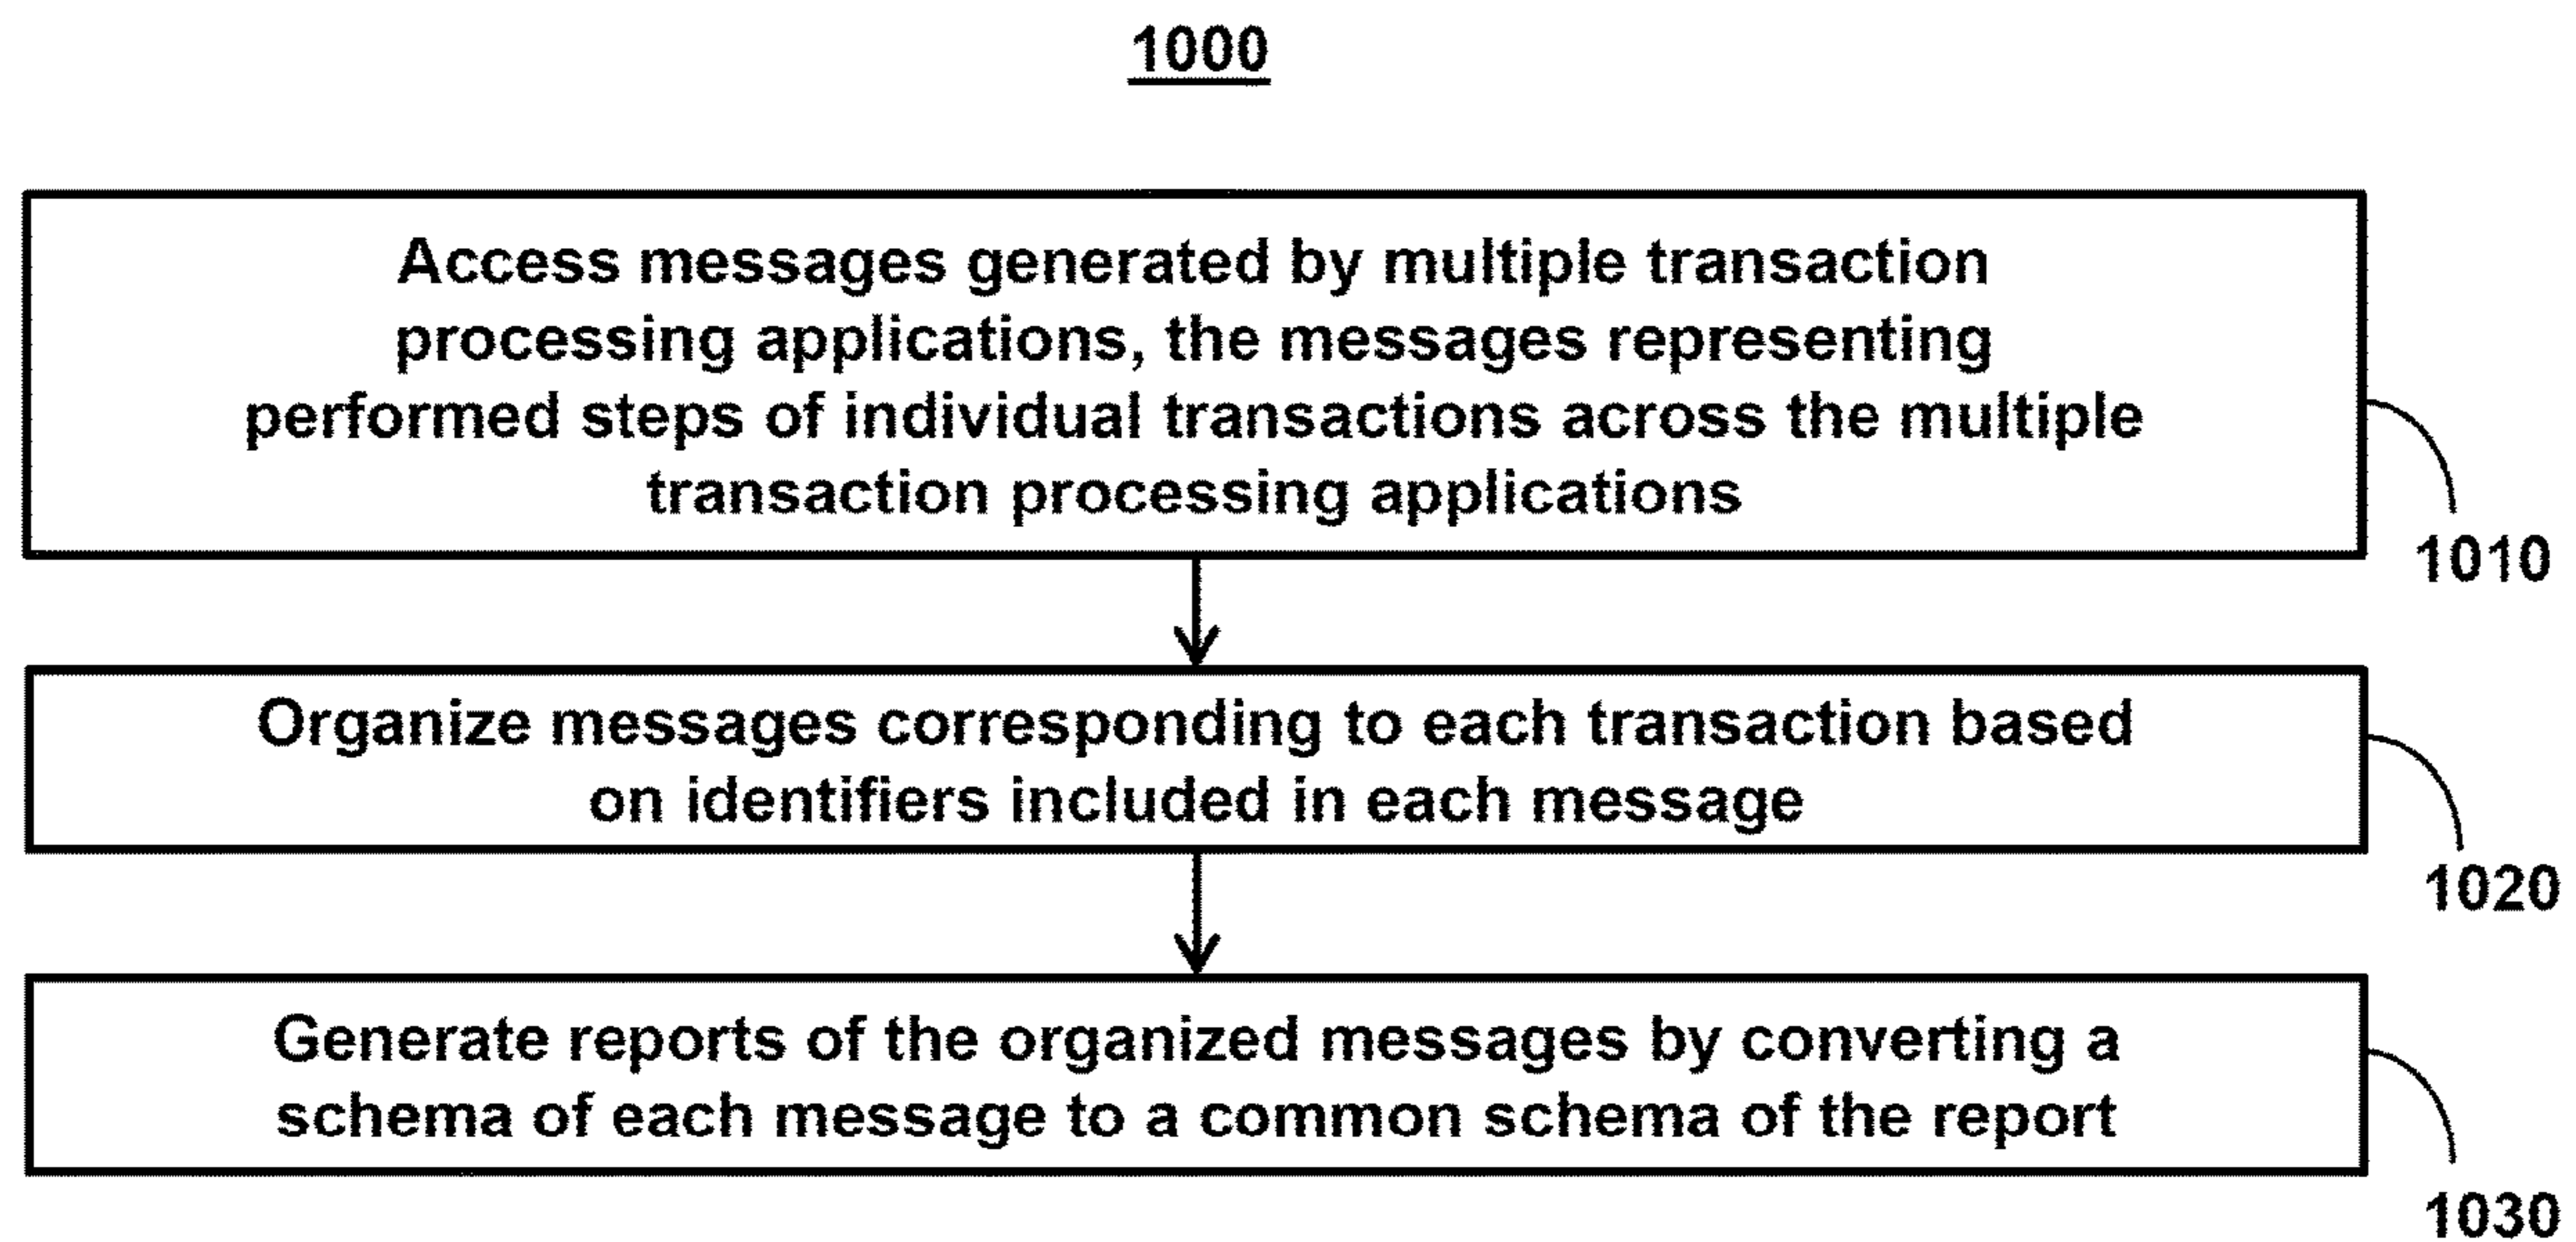 1000
Access messages generated by multiple transaction
processing applications, the messages representing
performed steps of individual transactions across the multiple
transaction processing applications
1010
Organize messages corresponding to each transaction based
on identifiers included in each message
1020
Generate reports of the organized messages by converting a
schema of each message to a common schema of the report
1030